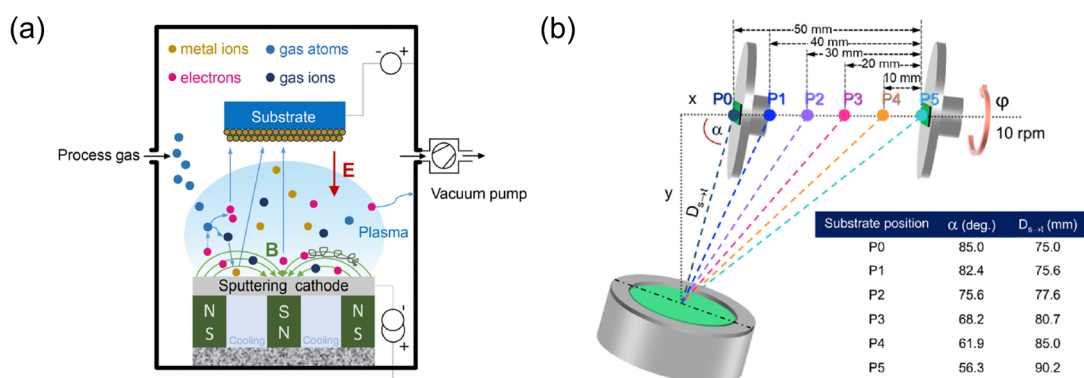 (a)
metal ions
gas atoms
electrons
gas ions
- +
Substrate
Process gas
E
Vacuum pump
Plasma
B
Sputtering cathode
N S N
S N S
Cooling Cooling
-
+
(b)
50 mm
40 mm
30 mm
20 mm
10 mm
x P0 P1 P2 P3 P4 P5 φ
α
10 rpm
y
Ds→t
Substrate position α (deg.) Ds→t (mm)
P0 85.0 75.0
P1 82.4 75.6
P2 75.6 77.6
P3 68.2 80.7
P4 61.9 85.0
P5 56.3 90.2